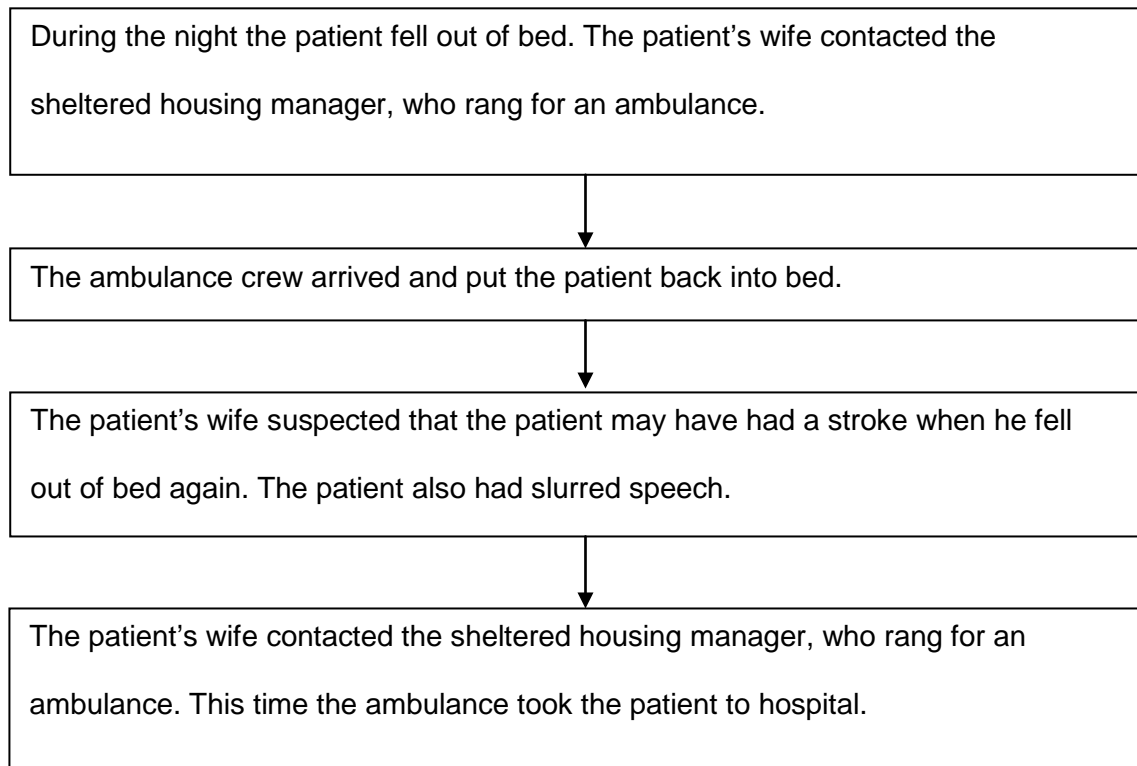 During the night the patient fell out of bed. The patient’s wife contacted the
sheltered housing manager, who rang for an ambulance.
The ambulance crew arrived and put the patient back into bed.
The patient’s wife suspected that the patient may have had a stroke when he fell
out of bed again. The patient also had slurred speech.
The patient’s wife contacted the sheltered housing manager, who rang for an
ambulance. This time the ambulance took the patient to hospital.